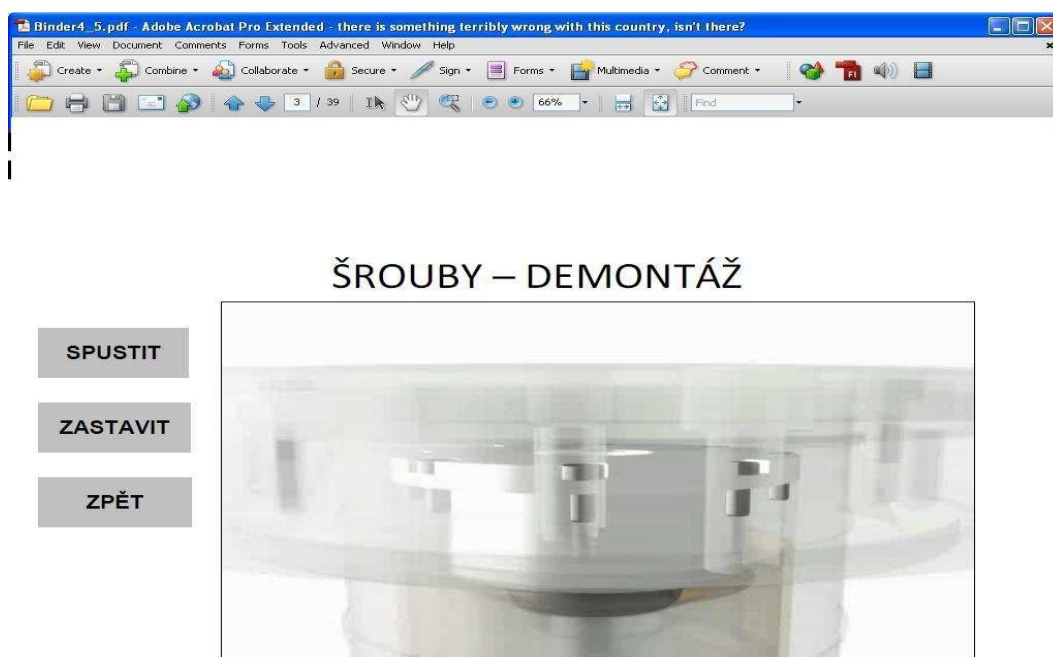 Binder4_5.pdf - Adobe Acrobat Pro Extended - there is something terribly wrong with this country, isn't there?
File Edit View Document Comments Forms Tools Advanced Window Help
Create Combine Collaborate Secure Sign Forms Multimedia Comment
3 / 39 66% Find
ŠROUBY – DEMONTÁŽ
SPUSTIT
ZASTAVIT
ZPĚT